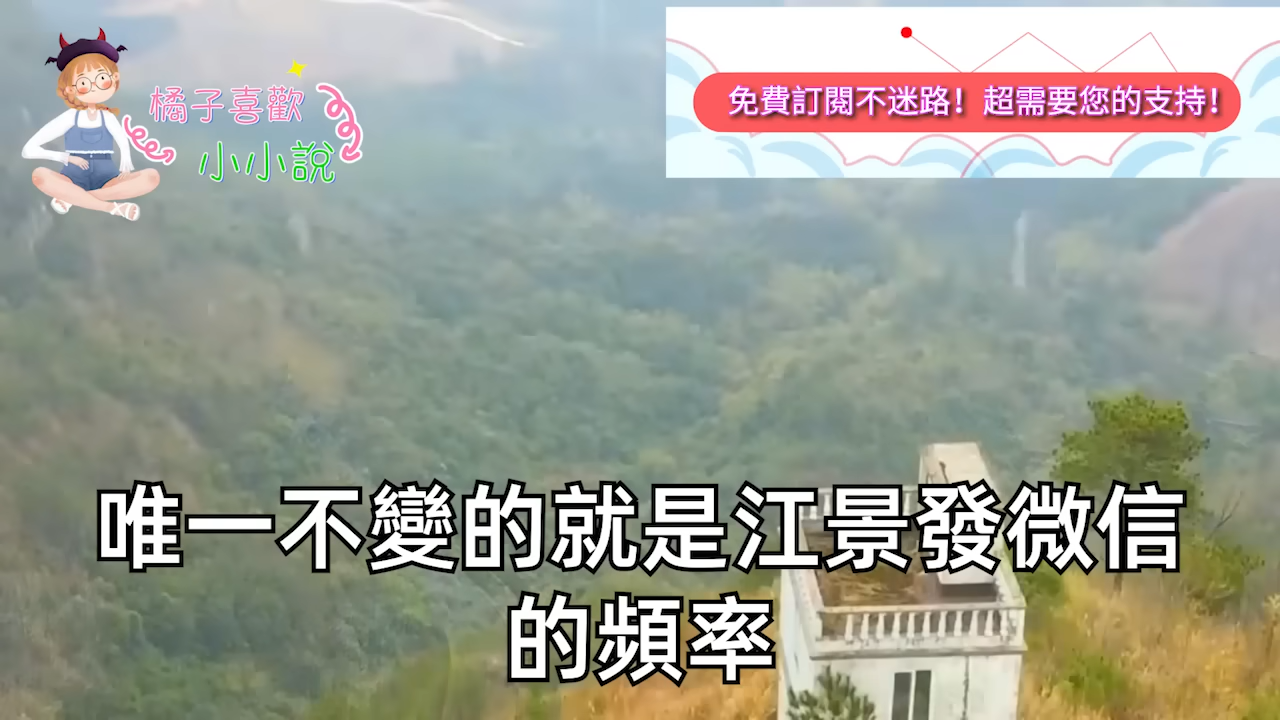 橘子喜歡
小小說
免費訂閱不迷路！超需要您的支持！
唯一不變的就是江景發微信
的頻率